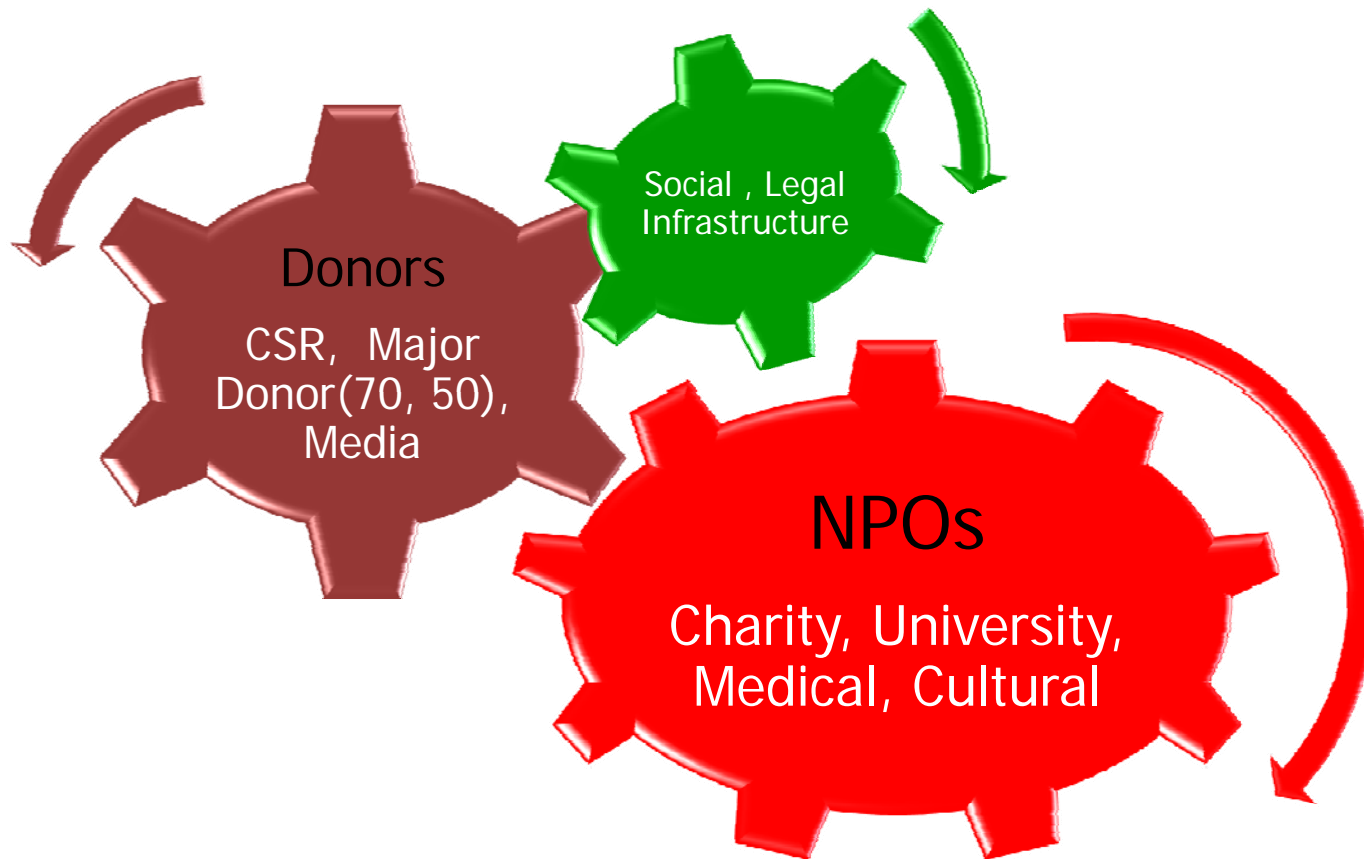 Donors
CSR, Major
Donor(70, 50),
Media
Social , Legal
Infrastructure
NPOs
Charity, University,
Medical, Cultural